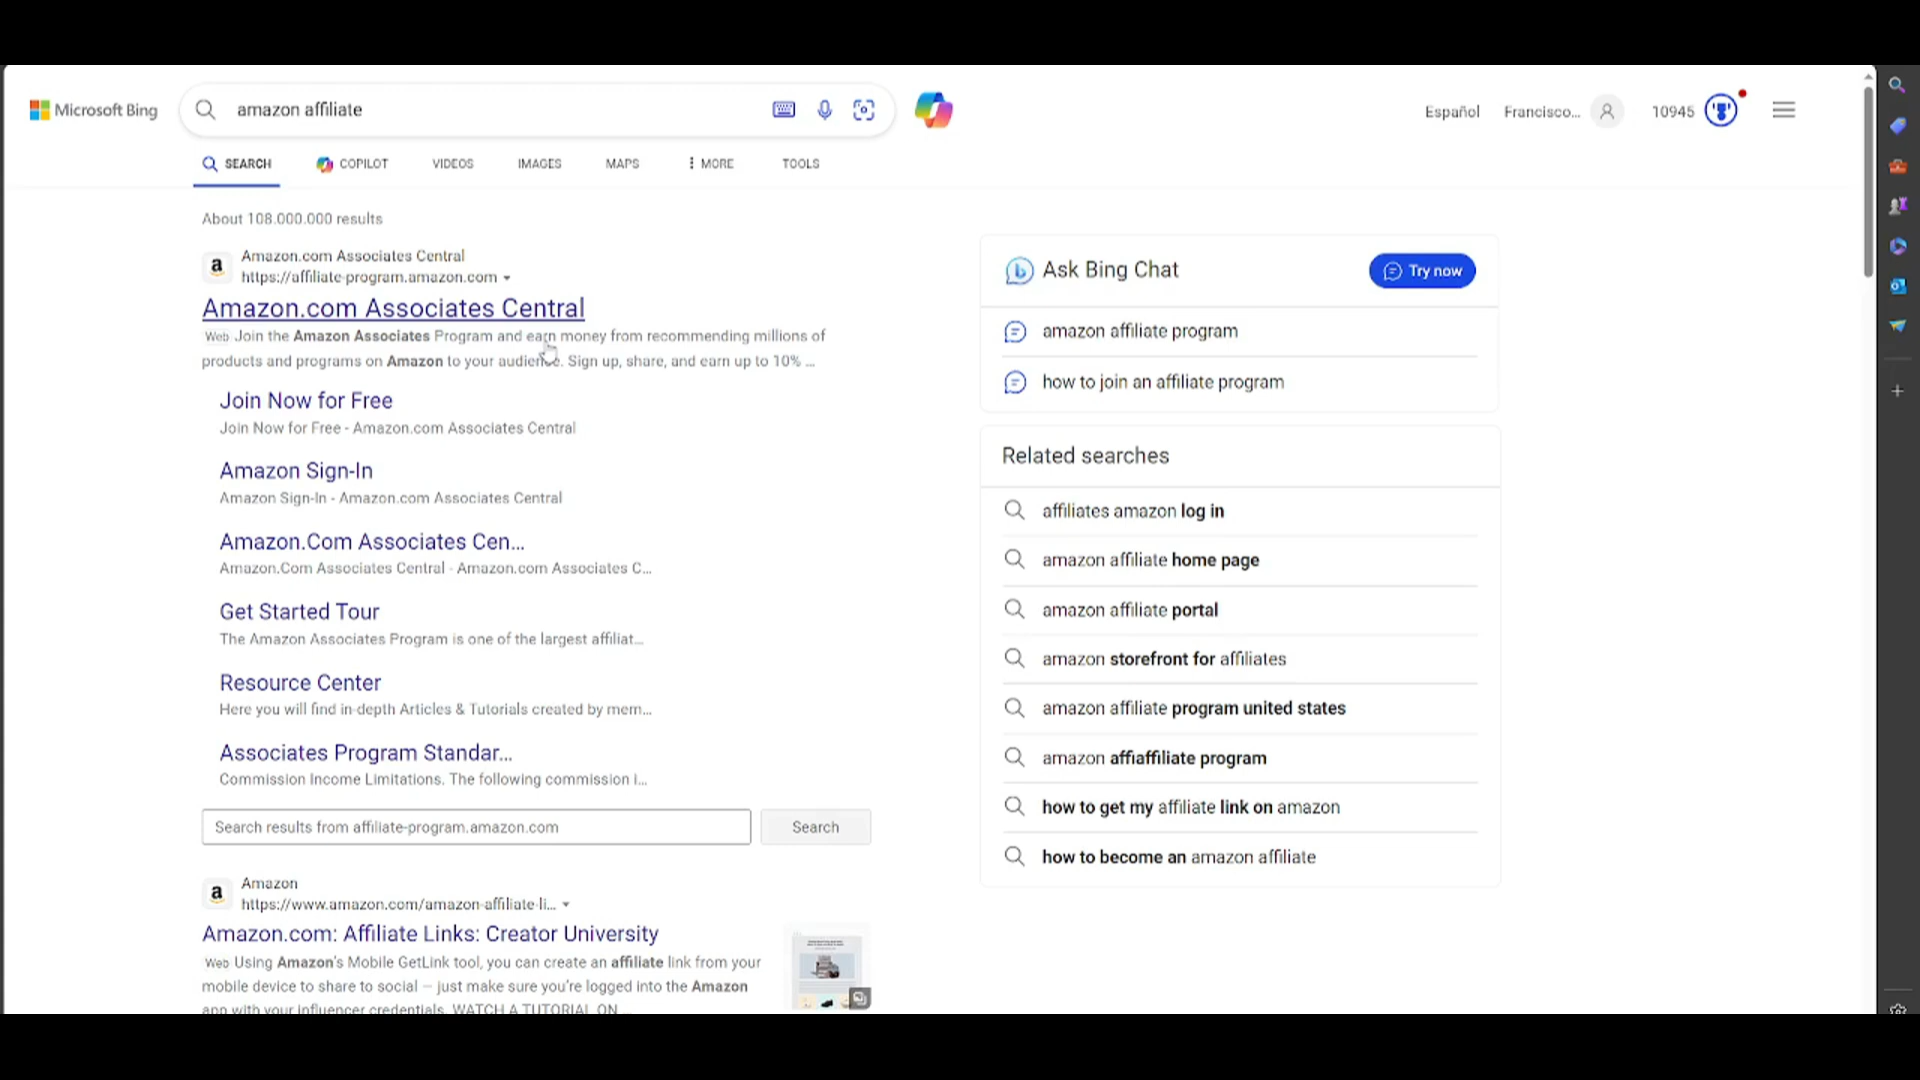 Microsoft Bing
amazon affiliate
Español
Francisco...
10945
SEARCH
COPILOT
VIDEOS
IMAGES
MAPS
MORE
TOOLS
About 108.000.000 results
Amazon.com Associates Central
https://affiliate-program.amazon.com
Amazon.com Associates Central
Web Join the Amazon Associates Program and earn money from recommending millions of
products and programs on Amazon to your audience. Sign up, share, and earn up to 10% ...
Join Now for Free
Join Now for Free - Amazon.com Associates Central
Amazon Sign-In
Amazon Sign-In - Amazon.com Associates Central
Amazon.Com Associates Cen...
Amazon.Com Associates Central - Amazon.com Associates C...
Get Started Tour
The Amazon Associates Program is one of the largest affiliat...
Resource Center
Here you will find in-depth Articles & Tutorials created by mem...
Associates Program Standar...
Commission Income Limitations. The following commission i...
Search results from affiliate-program.amazon.com
Search
Amazon
https://www.amazon.com/amazon-affiliate-li...
Amazon.com: Affiliate Links: Creator University
Web Using Amazon's Mobile GetLink tool, you can create an affiliate link from your
mobile device to share to social – just make sure you're logged into the Amazon
app with your influencer credentials. WATCH A TUTORIAL ON ...
Ask Bing Chat
Try now
amazon affiliate program
how to join an affiliate program
Related searches
affiliates amazon log in
amazon affiliate home page
amazon affiliate portal
amazon storefront for affiliates
amazon affiliate program united states
amazon affiaffiliate program
how to get my affiliate link on amazon
how to become an amazon affiliate